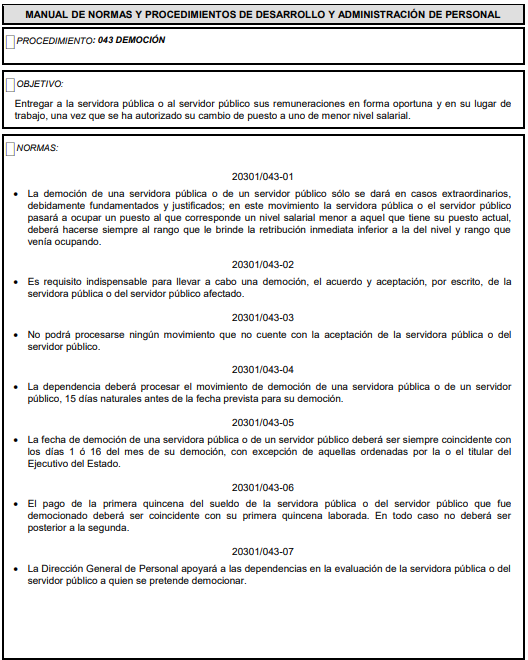 MANUAL DE NORMAS Y PROCEDIMIENTOS DE DESARROLLO Y ADMINISTRACIÓN DE PERSONAL
PROCEDIMIENTO: 043 DEMOCIÓN
OBJETIVO:
Entregar a la servidora pública o al servidor público sus remuneraciones en forma oportuna y en su lugar de
trabajo, una vez que se ha autorizado su cambio de puesto a uno de menor nivel salarial.
NORMAS:
20301/043-01
• La democión de una servidora pública o de un servidor público sólo se dará en casos extraordinarios,
debidamente fundamentados y justificados; en este movimiento la servidora pública o el servidor público
pasará a ocupar un puesto al que corresponde un nivel salarial menor a aquel que tiene su puesto actual,
deberá hacerse siempre al rango que le brinde la retribución inmediata inferior a la del nivel y rango que
venía ocupando.
20301/043-02
• Es requisito indispensable para llevar a cabo una democión, el acuerdo y aceptación, por escrito, de la
servidora pública o del servidor público afectado.
20301/043-03
• No podrá procesarse ningún movimiento que no cuente con la aceptación de la servidora pública o del
servidor público.
20301/043-04
• La dependencia deberá procesar el movimiento de democión de una servidora pública o de un servidor
público, 15 días naturales antes de la fecha prevista para su democión.
20301/043-05
• La fecha de democión de una servidora pública o de un servidor público deberá ser siempre coincidente con
los días 1 ó 16 del mes de su democión, con excepción de aquellas ordenadas por la o el titular del
Ejecutivo del Estado.
20301/043-06
• El pago de la primera quincena del sueldo de la servidora pública o del servidor público que fue
democionado deberá ser coincidente con su primera quincena laborada. En todo caso no deberá ser
posterior a la segunda.
20301/043-07
• La Dirección General de Personal apoyará a las dependencias en la evaluación de la servidora pública o del
servidor público a quien se pretende democionar.